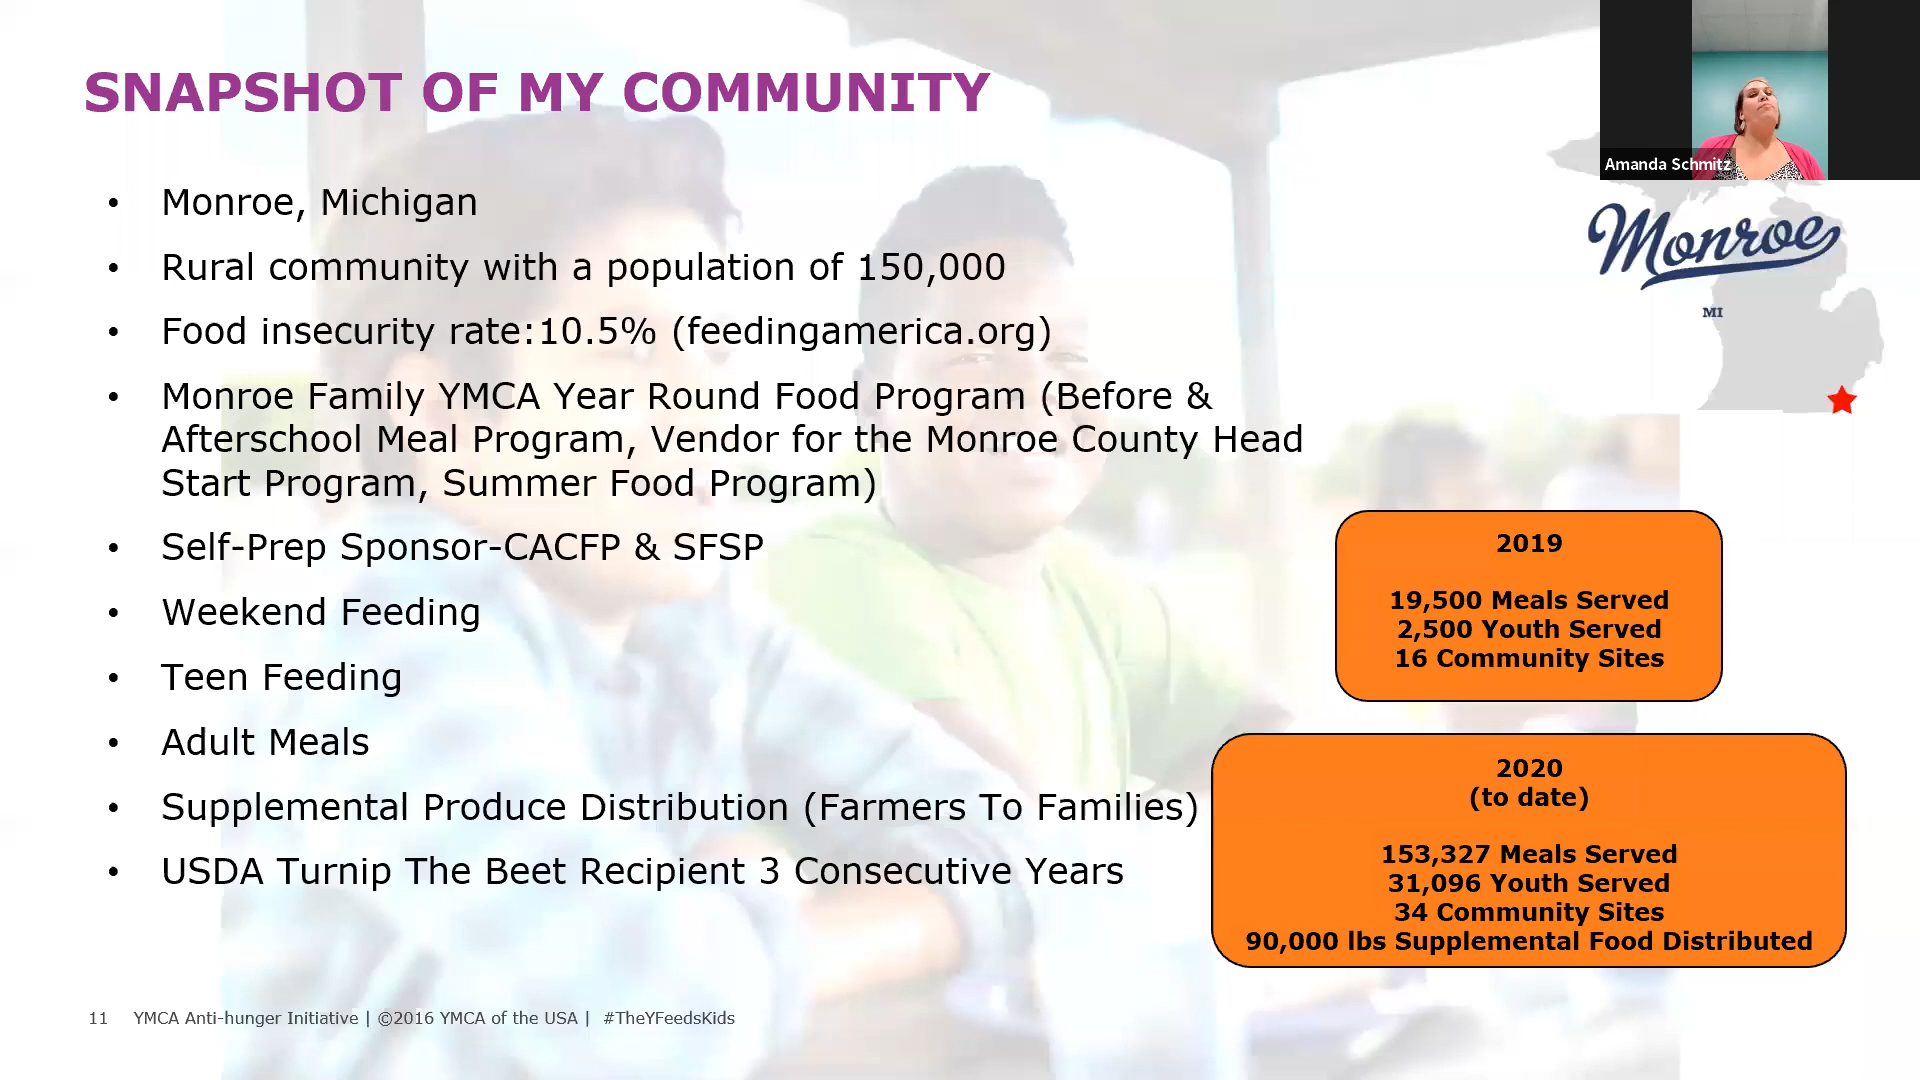 SNAPSHOT OF MY COMMUNITY
Amanda Schmitz
Monroe
MI
• Monroe, Michigan
• Rural community with a population of 150,000
• Food insecurity rate:10.5% (feedingamerica.org)
• Monroe Family YMCA Year Round Food Program (Before &
Afterschool Meal Program, Vendor for the Monroe County Head
Start Program, Summer Food Program)
• Self-Prep Sponsor-CACFP & SFSP
• Weekend Feeding
• Teen Feeding
• Adult Meals
• Supplemental Produce Distribution (Farmers To Families)
• USDA Turnip The Beet Recipient 3 Consecutive Years
2019
19,500 Meals Served
2,500 Youth Served
16 Community Sites
2020
(to date)
153,327 Meals Served
31,096 Youth Served
34 Community Sites
90,000 lbs Supplemental Food Distributed
11 YMCA Anti-hunger Initiative | ©2016 YMCA of the USA | #TheYFeedsKids